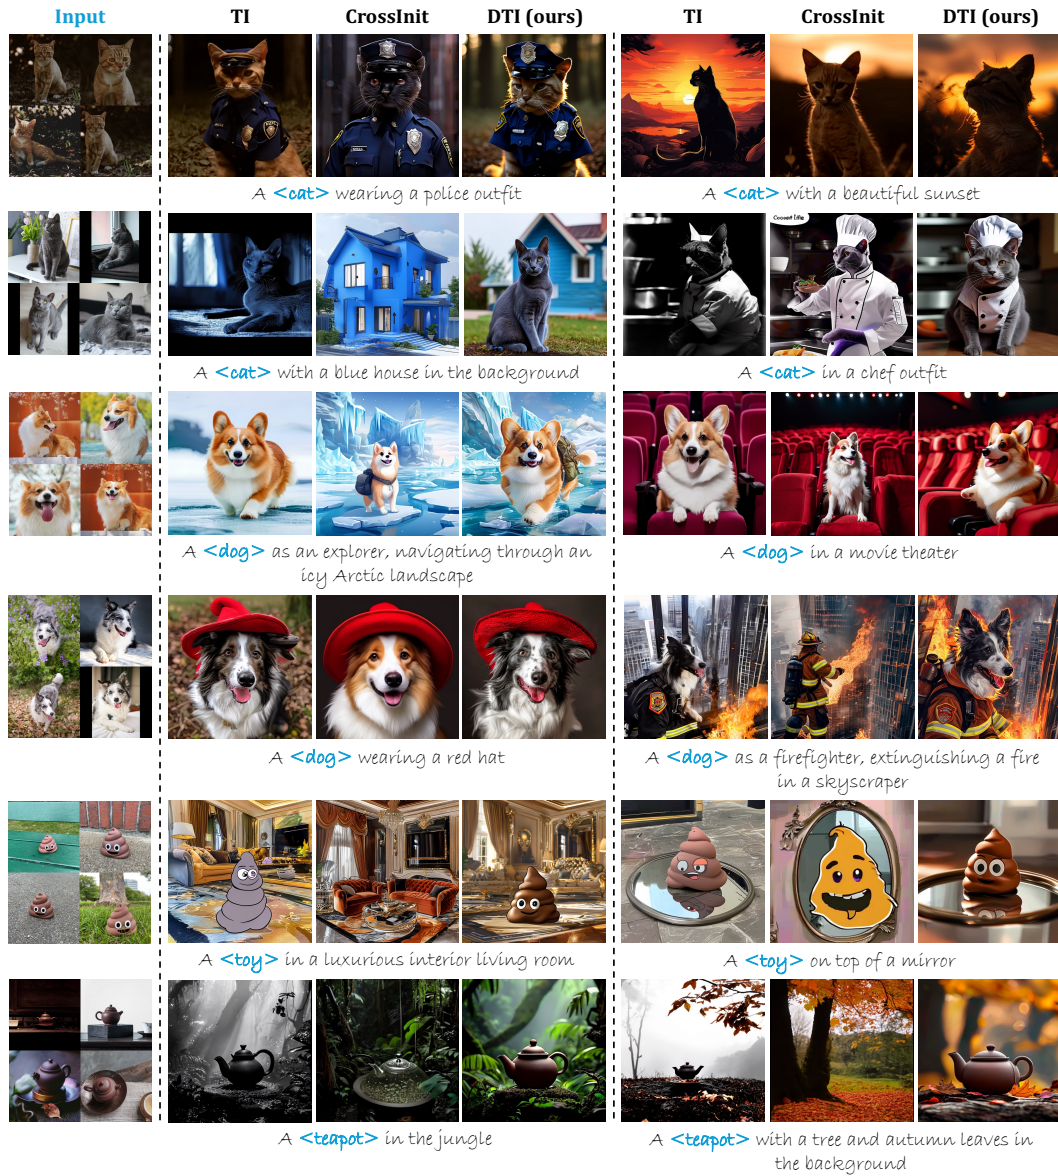 Input TI CrossInit DTI (ours) TI CrossInit DTI (ours)
A <cat> wearing a police outfit
A <cat> with a beautiful sunset
A <cat> with a blue house in the background
A <cat> in a chef outfit
A <dog> as an explorer, navigating through an
icy Arctic landscape
A <dog> in a movie theater
A <dog> wearing a red hat
A <dog> as a firefighter, extinguishing a fire
in a skyscraper
A <toy> in a luxurious interior living room
A <toy> on top of a mirror
A <teapot> in the jungle
A <teapot> with a tree and autumn leaves in
the background